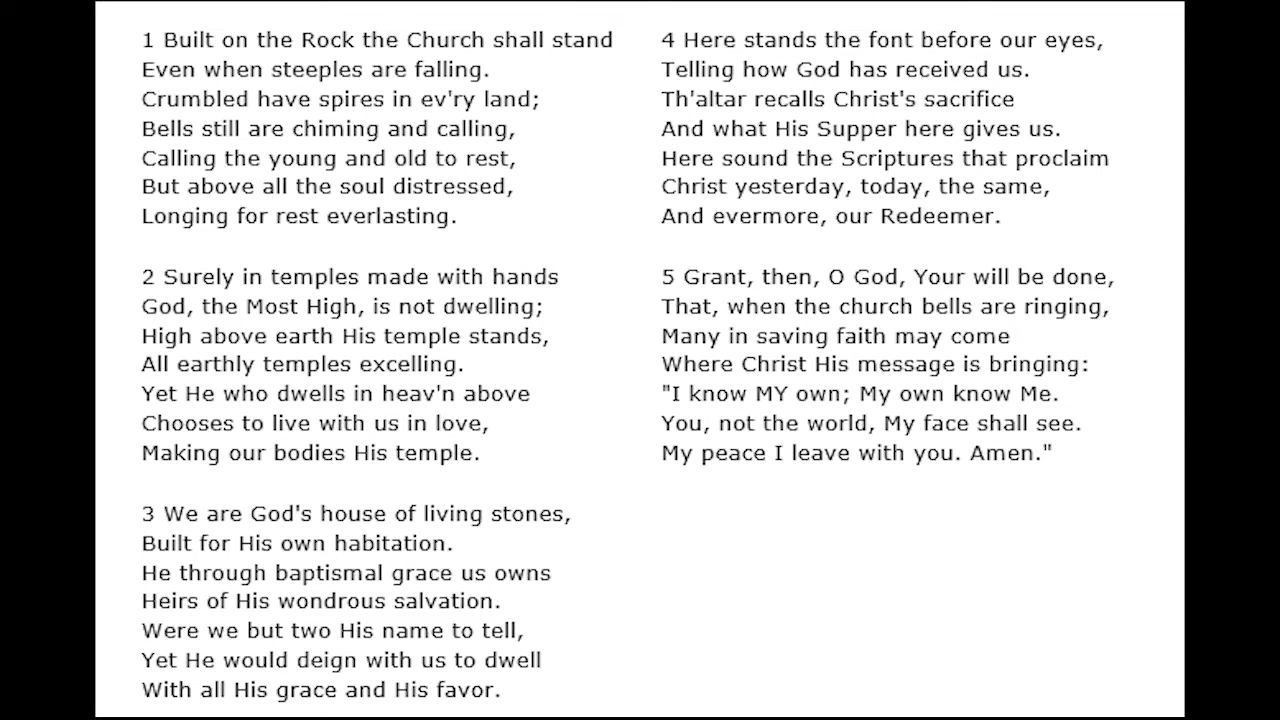 1 Built on the Rock the Church shall stand
Even when steeples are falling.
Crumbled have spires in ev'ry land;
Bells still are chiming and calling,
Calling the young and old to rest,
But above all the soul distressed,
Longing for rest everlasting.
2 Surely in temples made with hands
God, the Most High, is not dwelling;
High above earth His temple stands,
All earthly temples excelling.
Yet He who dwells in heav'n above
Chooses to live with us in love,
Making our bodies His temple.
3 We are God's house of living stones,
Built for His own habitation.
He through baptismal grace us owns
Heirs of His wondrous salvation.
Were we but two His name to tell,
Yet He would deign with us to dwell
With all His grace and His favor.
4 Here stands the font before our eyes,
Telling how God has received us.
Th'altar recalls Christ's sacrifice
And what His Supper here gives us.
Here sound the Scriptures that proclaim
Christ yesterday, today, the same,
And evermore, our Redeemer.
5 Grant, then, O God, Your will be done,
That, when the church bells are ringing,
Many in saving faith may come
Where Christ His message is bringing:
"I know MY own; My own know Me.
You, not the world, My face shall see.
My peace I leave with you. Amen."